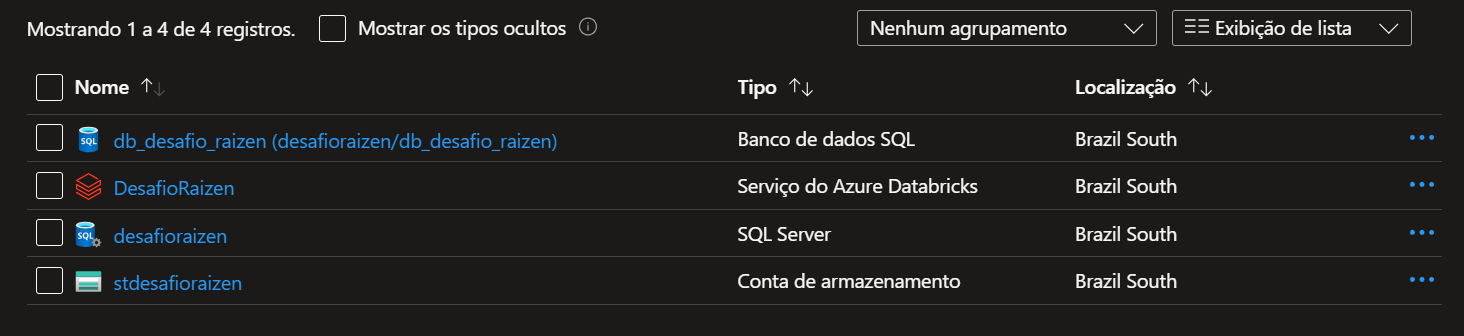 Mostrando 1 a 4 de 4 registros. Mostrar os tipos ocultos Nenhum agrupamento Exibição de lista
Nome Tipo Localização
SQL db_desafio_raizen (desafioraizen/db_desafio_raizen) Banco de dados SQL Brazil South
DesafioRaizen Serviço do Azure Databricks Brazil South
SQL desafioraizen SQL Server Brazil South
stdesafioraizen Conta de armazenamento Brazil South